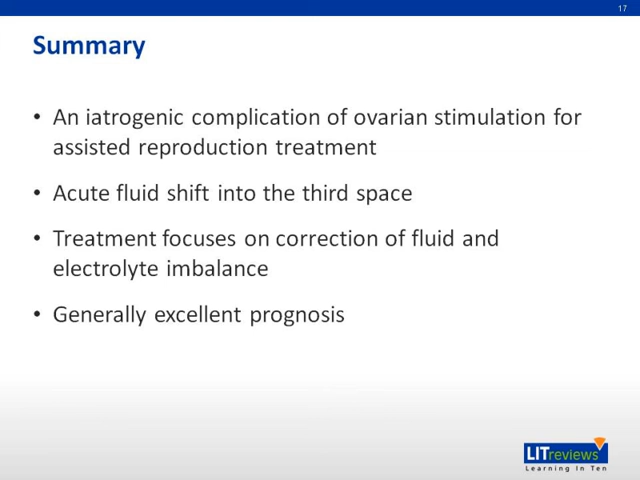 17
Summary
• An iatrogenic complication of ovarian stimulation for
assisted reproduction treatment
• Acute fluid shift into the third space
• Treatment focuses on correction of fluid and
electrolyte imbalance
• Generally excellent prognosis
LITreviews
Learning In Ten